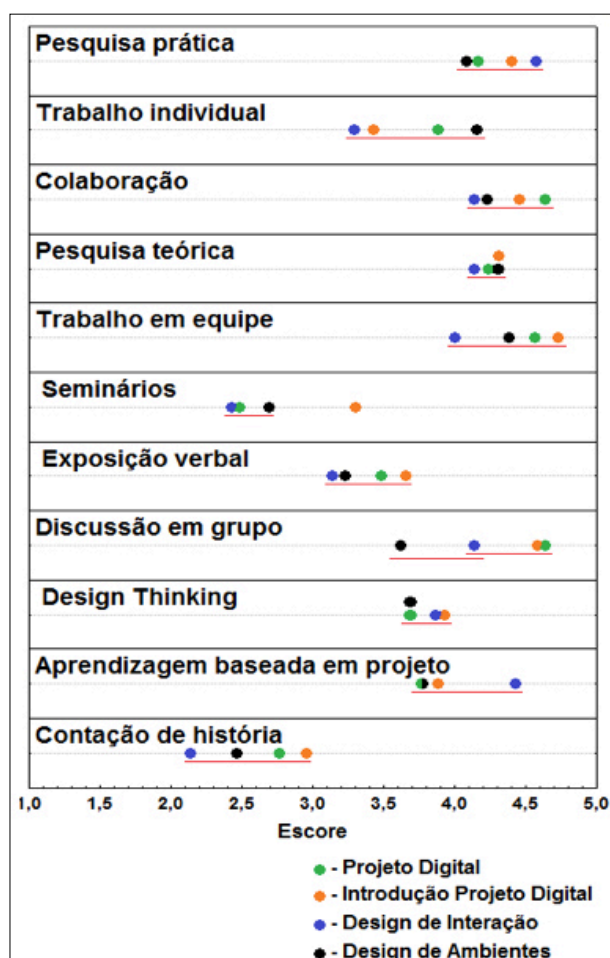 Pesquisa prática
Trabalho individual
Colaboração
Pesquisa teórica
Trabalho em equipe
Seminários
Exposição verbal
Discussão em grupo
Design Thinking
Aprendizagem baseada em projeto
Contação de história
1,0 1,5 2,0 2,5 3,0 3,5 4,0 4,5 5,0
Escore
- Projeto Digital
- Introdução Projeto Digital
- Design de Interação
- Design de Ambientes